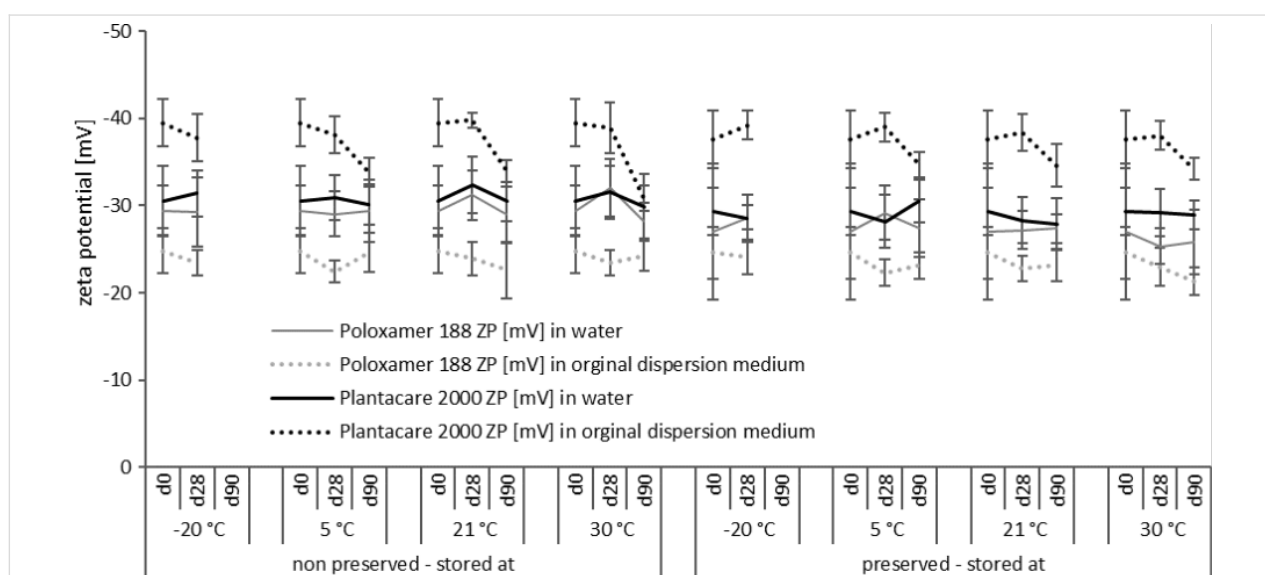 -50
-40
-30
-20
-10
0
zeta potential [mV]
Poloxamer 188 ZP [mV] in water
Poloxamer 188 ZP [mV] in orginal dispersion medium
Plantacare 2000 ZP [mV] in water
Plantacare 2000 ZP [mV] in orginal dispersion medium
d0 d28 d90 d0 d28 d90 d0 d28 d90 d0 d28 d90 d0 d28 d90 d0 d28 d90 d0 d28 d90 d0 d28 d90
-20 °C 5 °C 21 °C 30 °C -20 °C 5 °C 21 °C 30 °C
non preserved - stored at preserved - stored at